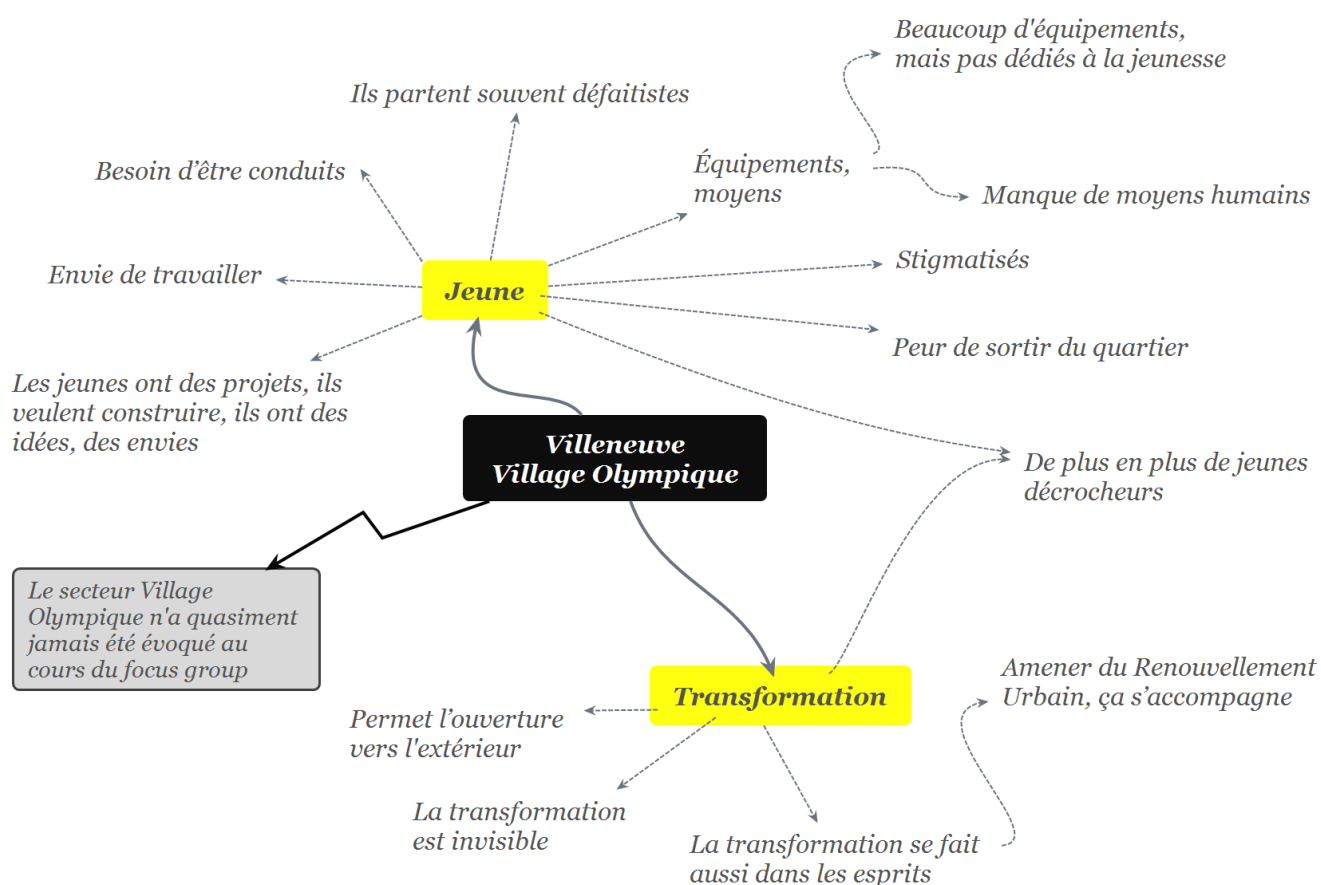 Beaucoup d'équipements,
mais pas dédiés à la jeunesse
Ils partent souvent défaitistes
Besoin d’être conduits
Équipements,
moyens
Manque de moyens humains
Envie de travailler
Jeune
Stigmatisés
Peur de sortir du quartier
Les jeunes ont des projets, ils
veulent construire, ils ont des
idées, des envies
Villeneuve
Village Olympique
De plus en plus de jeunes
décrocheurs
Le secteur Village
Olympique n'a quasiment
jamais été évoqué au
cours du focus group
Transformation
Amener du Renouvellement
Urbain, ça s’accompagne
Permet l’ouverture
vers l'extérieur
La transformation
est invisible
La transformation se fait
aussi dans les esprits